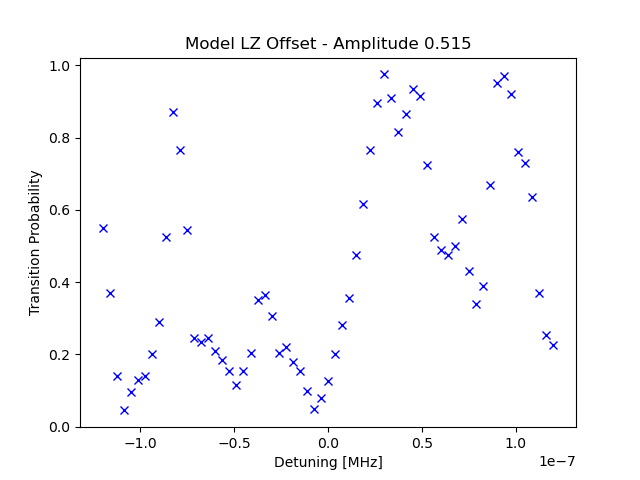 Model LZ Offset - Amplitude 0.515
Transition Probability
1.0
0.8
0.6
0.4
0.2
0.0
−1.0 −0.5 0.0 0.5 1.0
1e−7
Detuning [MHz]